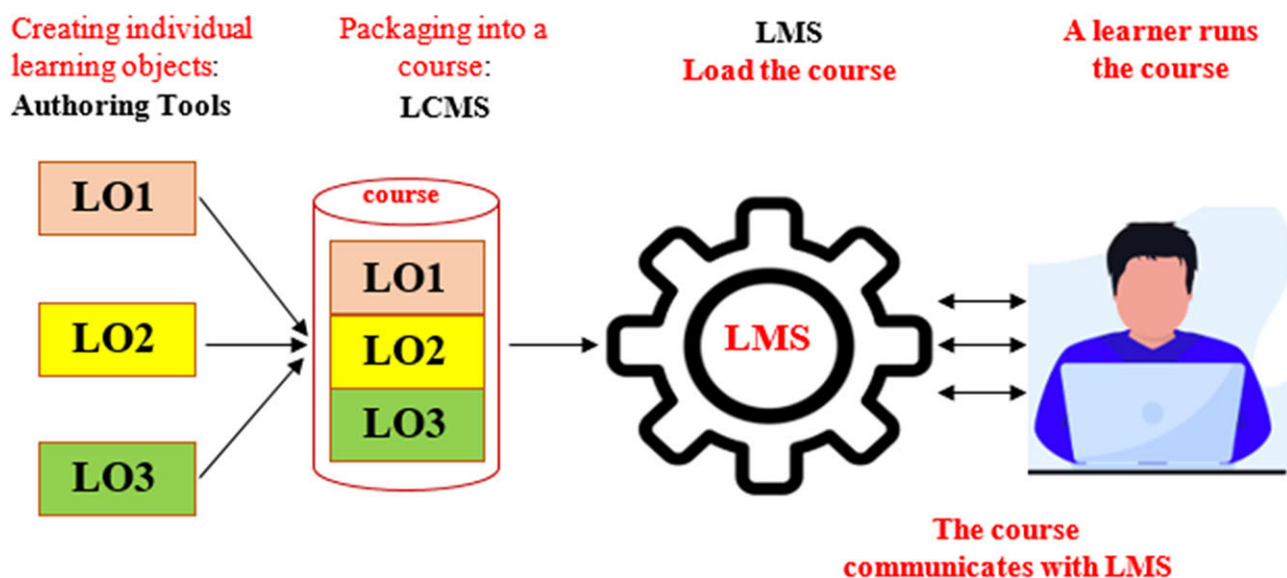 Creating individual
learning objects:
Authoring Tools
Packaging into a
course:
LCMS
LMS
Load the course
A learner runs
the course
LO1
LO2
LO3
course
LO1
LO2
LO3
LMS
The course
communicates with LMS